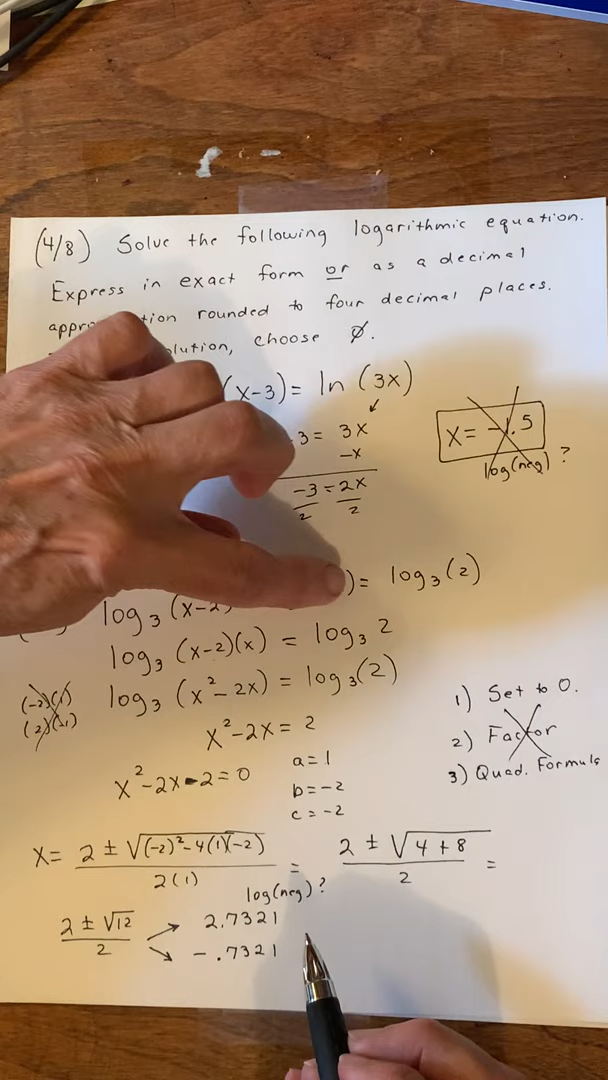 (4/8) Solve the following logarithmic equation.
Express in exact form or as a decimal
rounded to four decimal places.
choose Ø.
(x-3) = ln (3x)
3 = 3x
-x
-3 = 2x
2 2
x = -1.5
log(neg) ?
) = log₃(2)
log₃(x-2)
log₃(x-2)(x) = log₃ 2
log₃(x²-2x) = log₃(2)
(-2)(1)
(2)(-1)
x²-2x = 2
x²-2x-2=0
a=1
b=-2
c=-2
1) Set to 0.
2) Factor
3) Quad. Formula
x= 2 ± √(-2)²-4(1)(-2) = 2 ± √4+8 =
2(1) 2
log(neg)?
2 ± √12 2.7321
2 -.7321